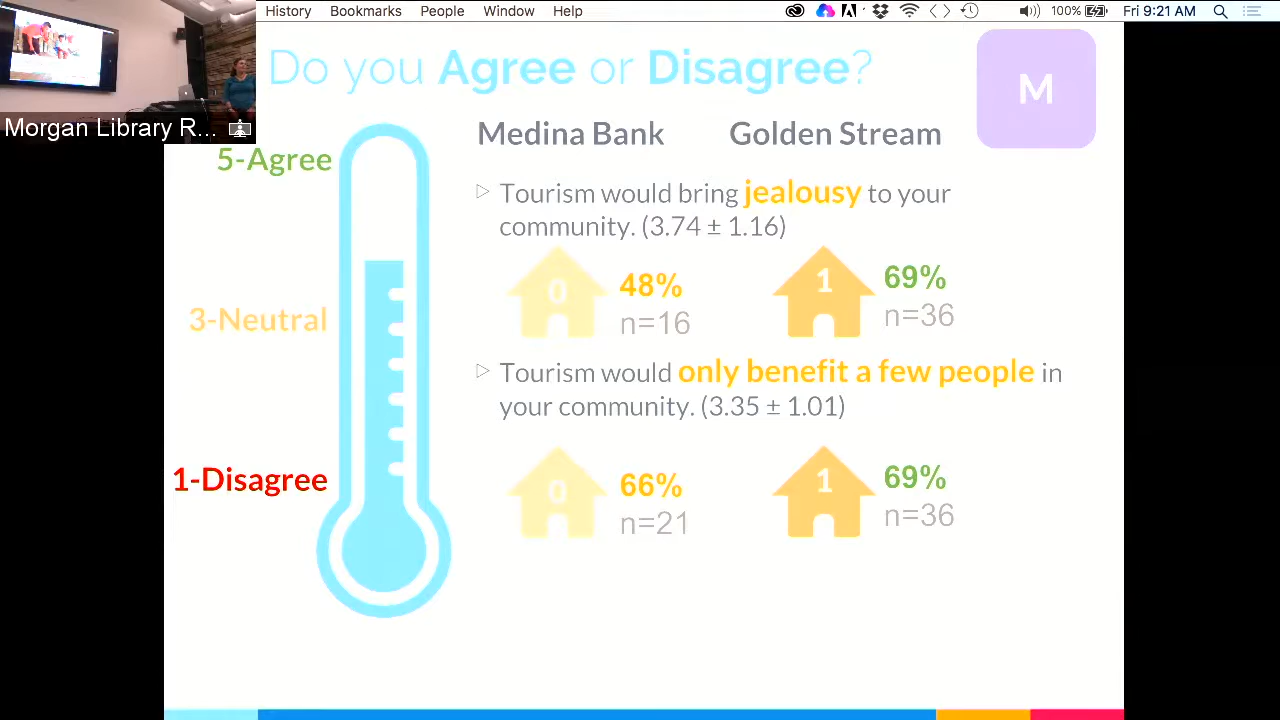 History Bookmarks People Window Help 100% Fri 9:21 AM
Morgan Library R...
Do you Agree or Disagree?
M
Medina Bank Golden Stream
5-Agree
3-Neutral
1-Disagree
Tourism would bring jealousy to your
community. (3.74 ± 1.16)
0 48% 1 69%
n=16 n=36
Tourism would only benefit a few people in
your community. (3.35 ± 1.01)
0 66% 1 69%
n=21 n=36